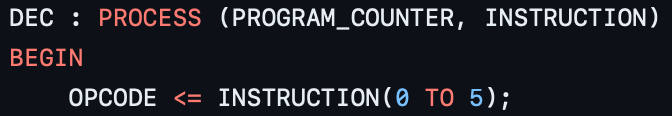 DEC : PROCESS (PROGRAM_COUNTER, INSTRUCTION)
BEGIN
    OPCODE <= INSTRUCTION(0 TO 5);